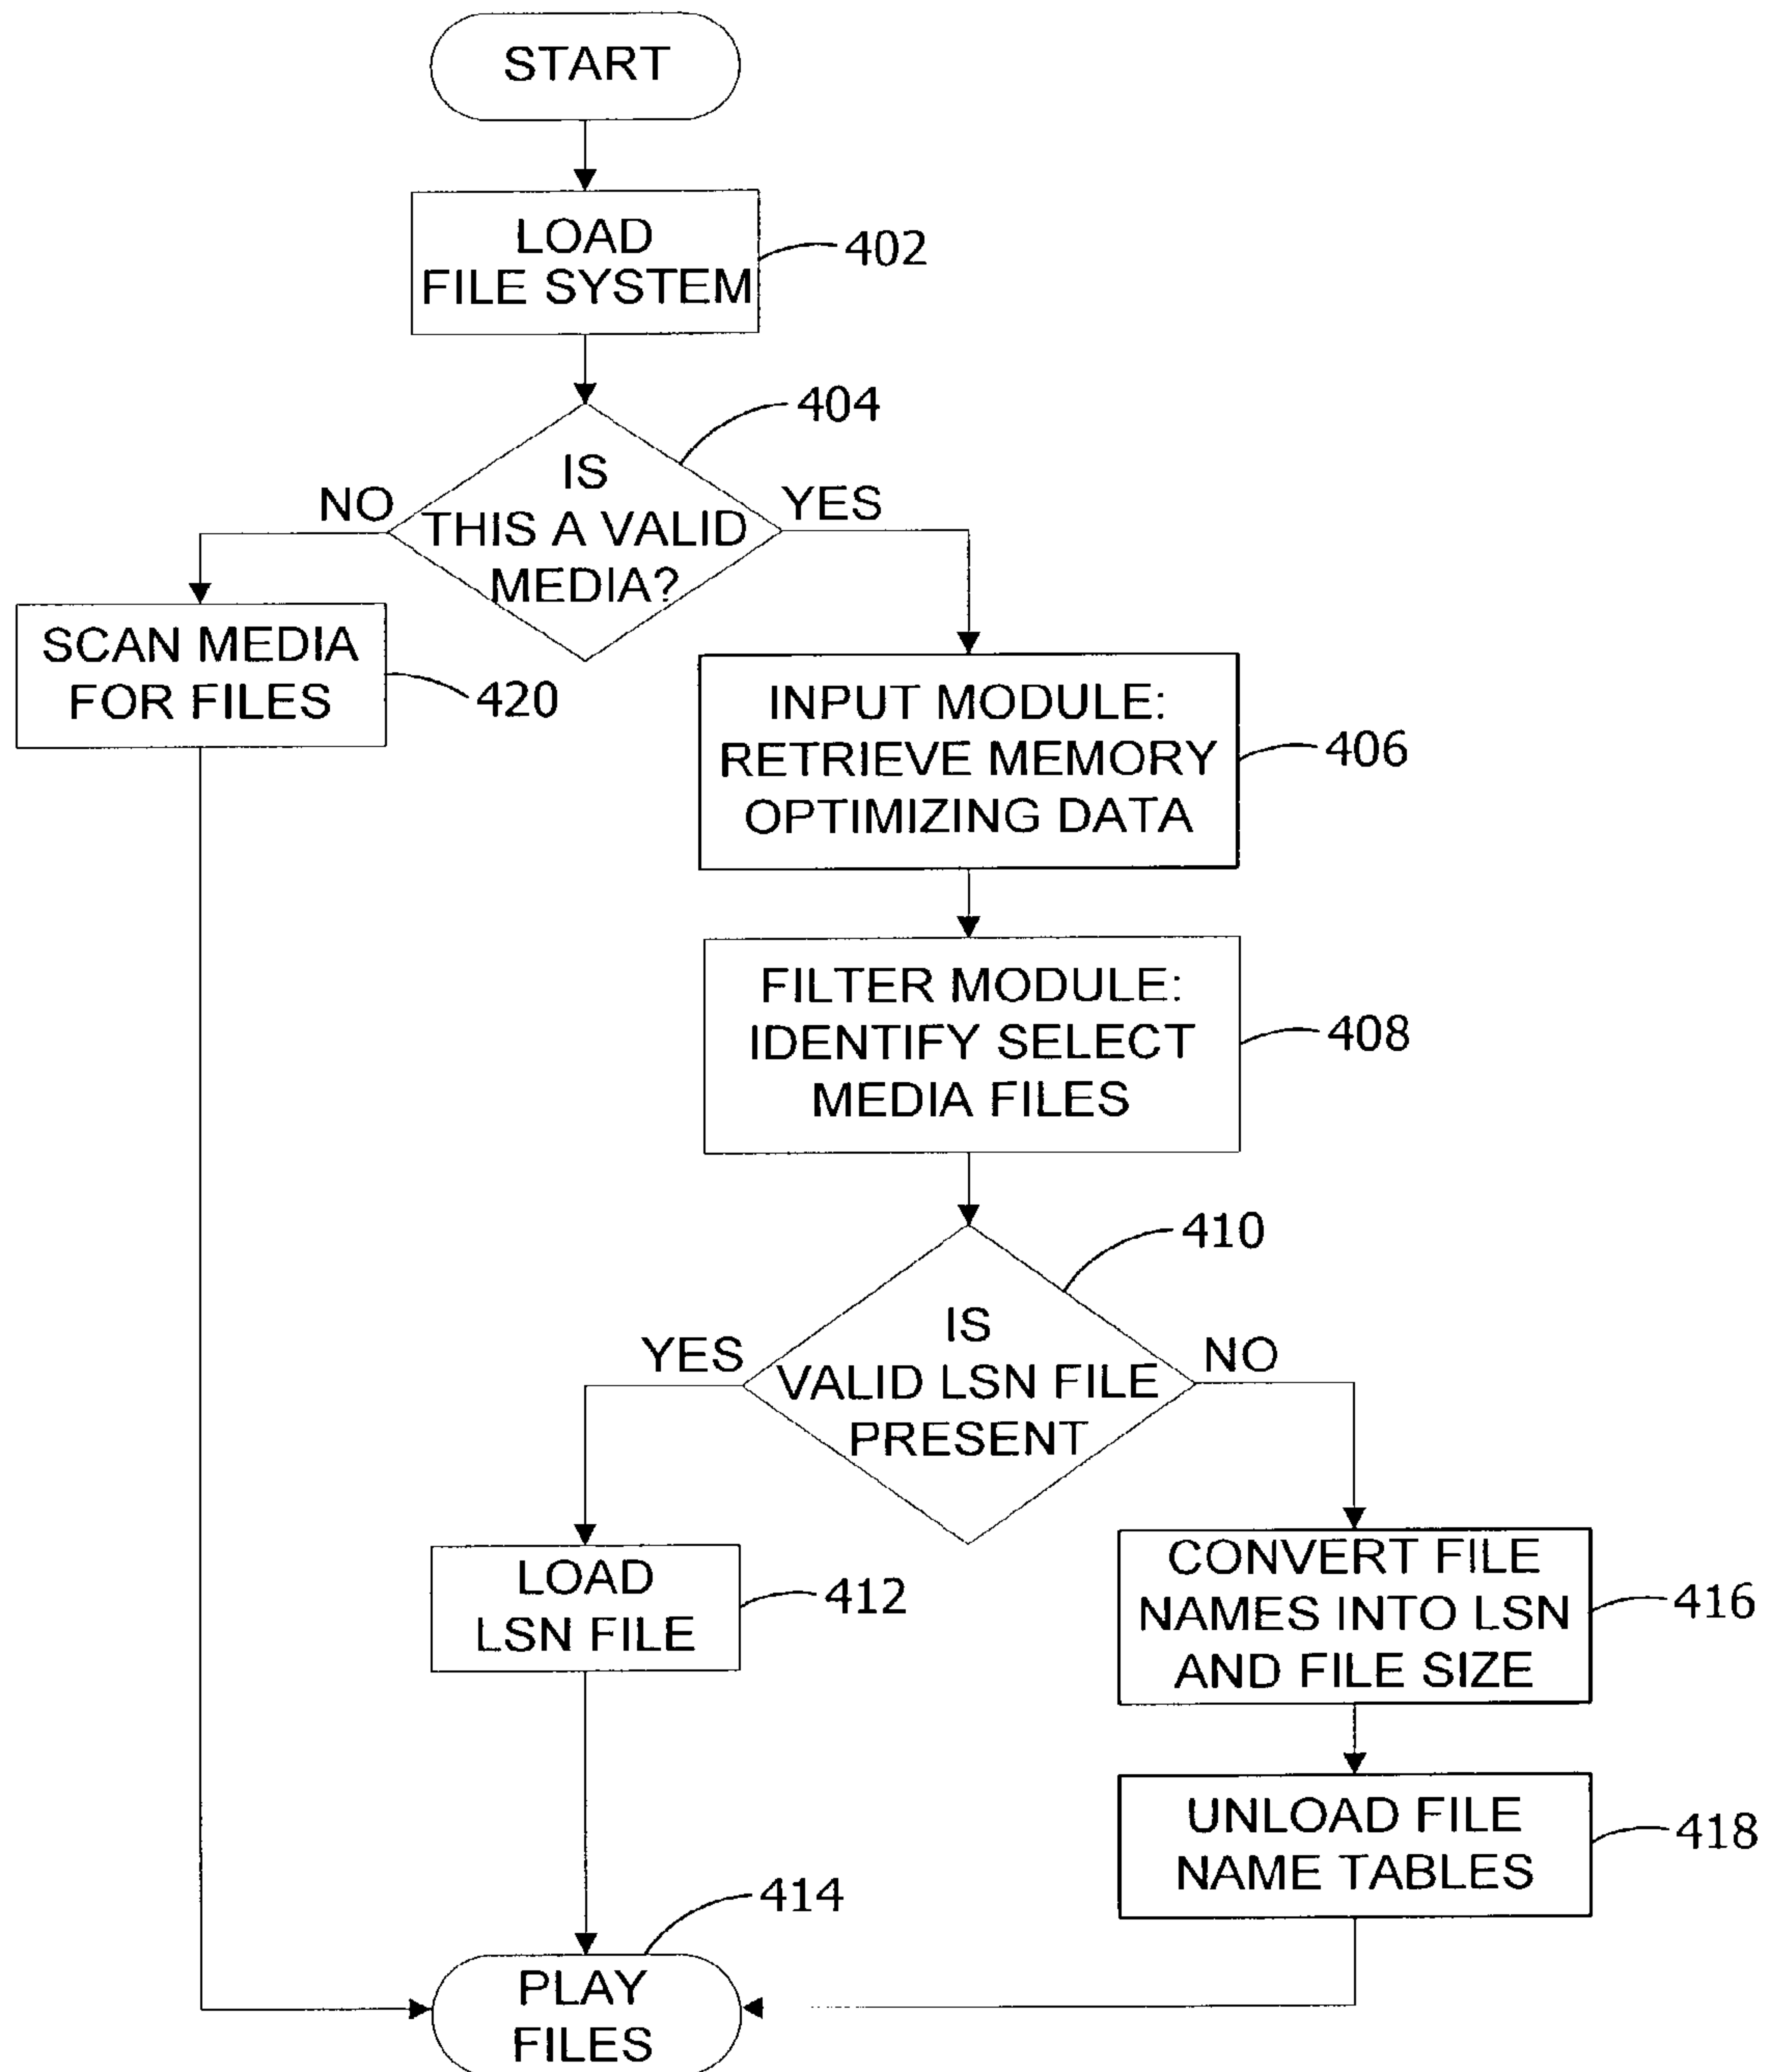 START
LOAD
FILE SYSTEM
402
404
IS
THIS A VALID
MEDIA?
NO
YES
SCAN MEDIA
FOR FILES
420
INPUT MODULE:
RETRIEVE MEMORY
OPTIMIZING DATA
406
FILTER MODULE:
IDENTIFY SELECT
MEDIA FILES
408
410
IS
VALID LSN FILE
PRESENT
YES
NO
LOAD
LSN FILE
412
CONVERT FILE
NAMES INTO LSN
AND FILE SIZE
416
UNLOAD FILE
NAME TABLES
418
414
PLAY
FILES